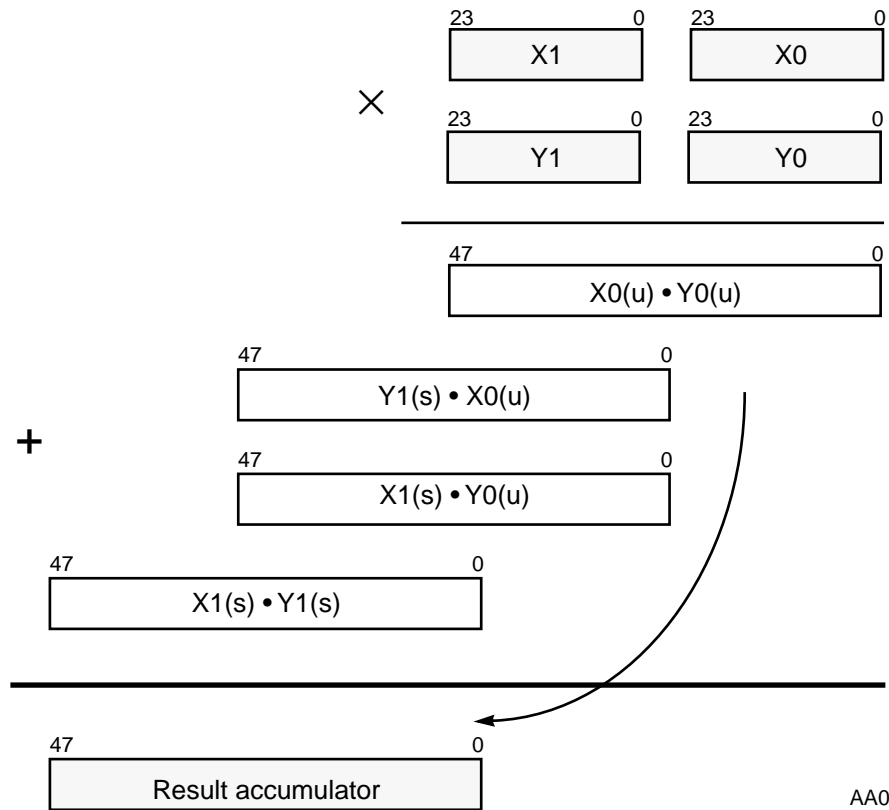 23 0 23 0
X1 X0
×
23 0 23 0
Y1 Y0
47 0
X0(u) • Y0(u)
47 0
Y1(s) • X0(u)
+
47 0
X1(s) • Y0(u)
47 0
X1(s) • Y1(s)
47 0
Result accumulator
AA0